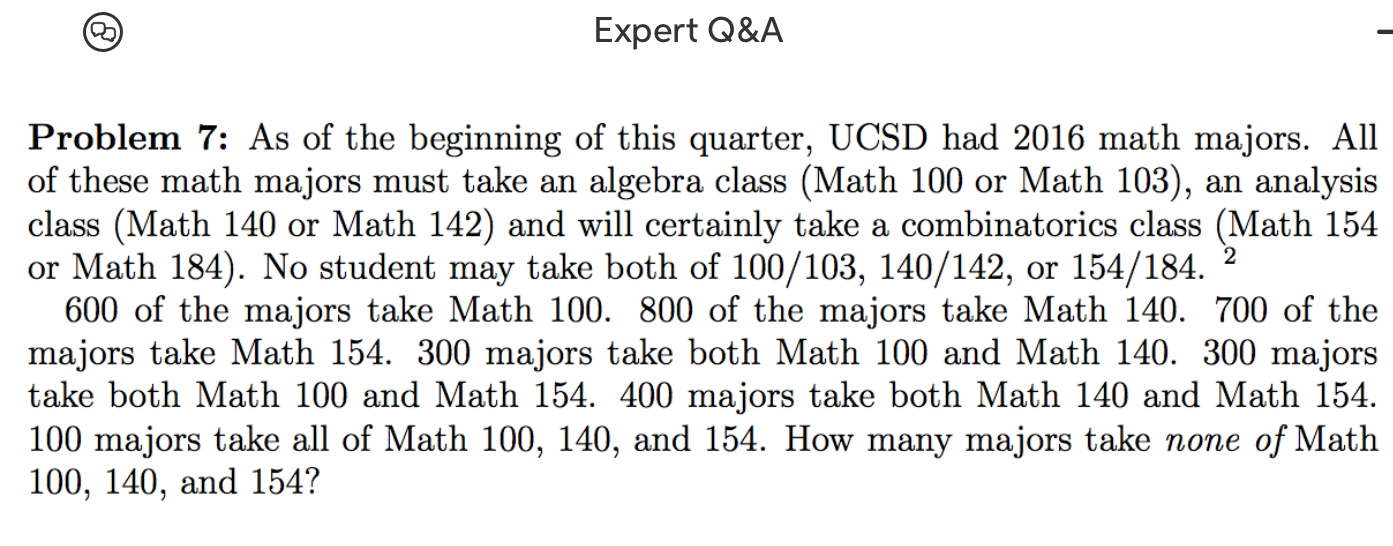 Expert Q&A
Problem 7: As of the beginning of this quarter, UCSD had 2016 math majors. All
of these math majors must take an algebra class (Math 100 or Math 103), an analysis
class (Math 140 or Math 142) and will certainly take a combinatorics class (Math 154
or Math 184). No student may take both of 100/103, 140/142, or 154/184. 2
600 of the majors take Math 100. 800 of the majors take Math 140. 700 of the
majors take Math 154. 300 majors take both Math 100 and Math 140. 300 majors
take both Math 100 and Math 154. 400 majors take both Math 140 and Math 154.
100 majors take all of Math 100, 140, and 154. How many majors take none of Math
100, 140, and 154?